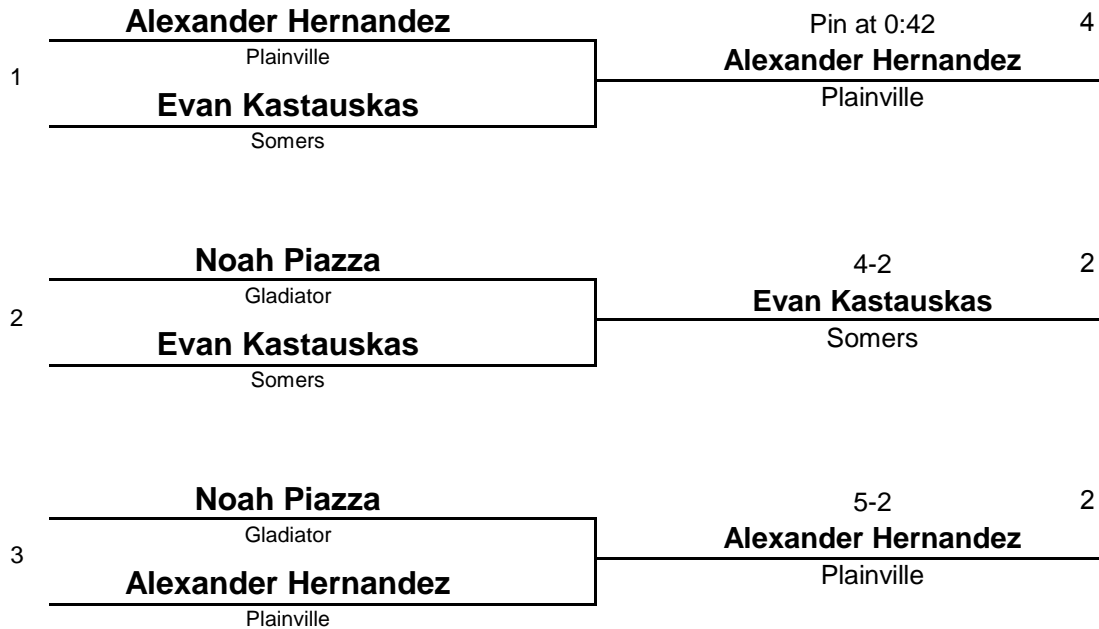 Alexander Hernandez
Plainville
1
Evan Kastauskas
Somers
Pin at 0:42 4
Alexander Hernandez
Plainville
Noah Piazza
Gladiator
2
Evan Kastauskas
Somers
4-2 2
Evan Kastauskas
Somers
Noah Piazza
Gladiator
3
Alexander Hernandez
Plainville
5-2 2
Alexander Hernandez
Plainville